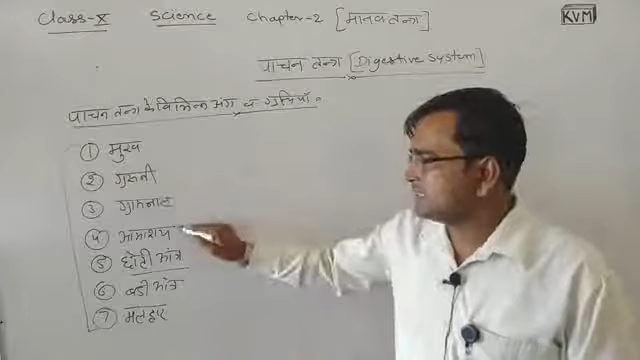 Class-X Science Chapter-2 [मानव तन्त्र] KVM
पाचन तन्त्र [Digestive System]
पाचन तन्त्र के विभिन्न अंग व ग्रन्थियाँ
① मुख
② ग्रसनी
③ ग्रासनाल
④ आमाशय
⑤ छोटी आंत्र
⑥ बडी आंत्र
⑦ मलद्वार